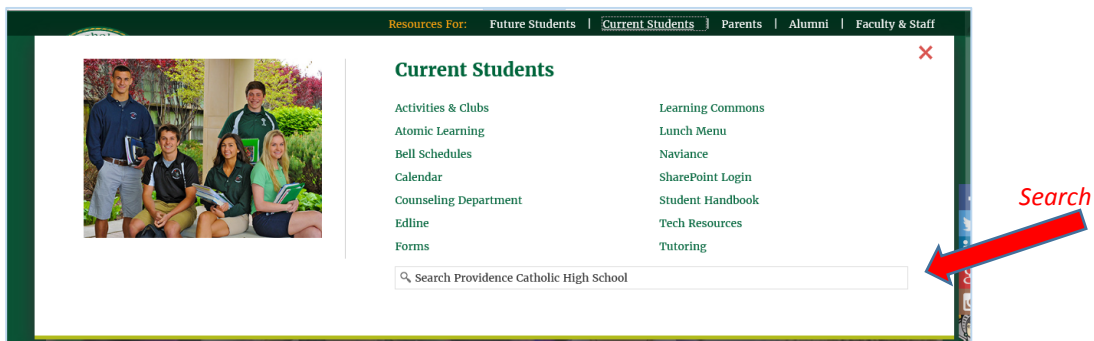 Resources For: Future Students | Current Students | Parents | Alumni | Faculty & Staff
Current Students
Activities & Clubs
Atomic Learning
Bell Schedules
Calendar
Counseling Department
Edline
Forms
Learning Commons
Lunch Menu
Naviance
SharePoint Login
Student Handbook
Tech Resources
Tutoring
Search Providence Catholic High School
Search